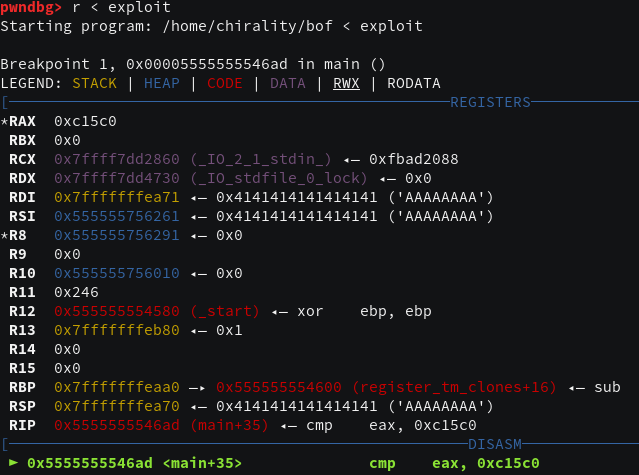 pwndbg> r < exploit
Starting program: /home/chirality/bof < exploit
Breakpoint 1, 0x00005555555546ad in main ()
LEGEND: STACK | HEAP | CODE | DATA | RWX | RODATA
[─────────────────REGISTERS─────────────────
*RAX  0xc15c0
 RBX  0x0
 RCX  0x7ffff7dd2860 (_IO_2_1_stdin_) ◂— 0xfbad2088
 RDX  0x7ffff7dd4730 (_IO_stdfile_0_lock) ◂— 0x0
 RDI  0x7fffffffea71 ◂— 0x4141414141414141 ('AAAAAAAA')
 RSI  0x555555756261 ◂— 0x4141414141414141 ('AAAAAAAA')
*R8   0x555555756291 ◂— 0x0
 R9   0x0
 R10  0x555555756010 ◂— 0x0
 R11  0x246
 R12  0x555555554580 (_start) ◂— xor    ebp, ebp
 R13  0x7fffffffeb80 ◂— 0x1
 R14  0x0
 R15  0x0
 RBP  0x7fffffffeaa0 —▸ 0x555555554600 (register_tm_clones+16) ◂— sub
 RSP  0x7fffffffea70 ◂— 0x4141414141414141 ('AAAAAAAA')
 RIP  0x5555555546ad (main+35) ◂— cmp    eax, 0xc15c0
[─────────────────DISASM─────────────────
 ► 0x5555555546ad <main+35>    cmp    eax, 0xc15c0